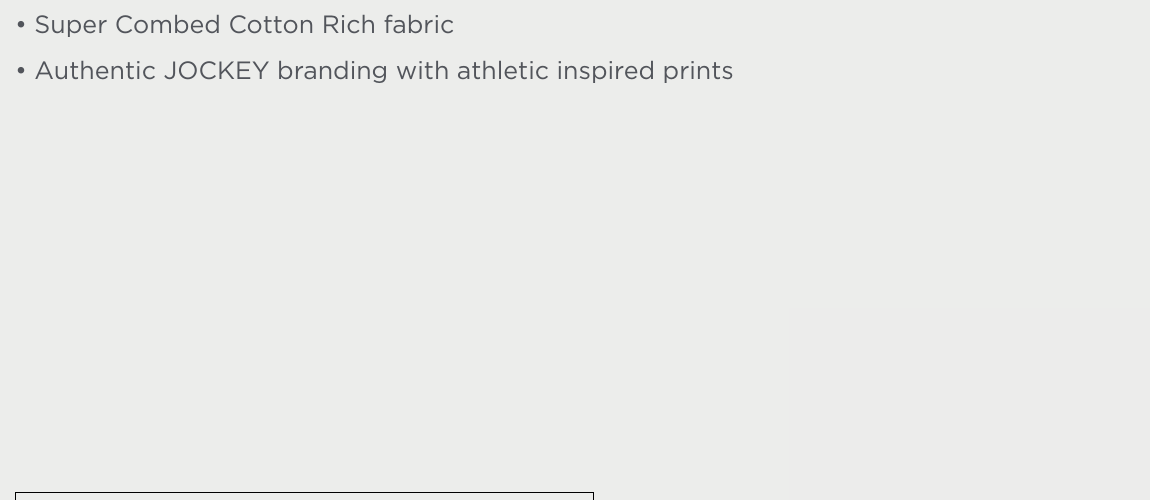 • Super Combed Cotton Rich fabric
• Authentic JOCKEY branding with athletic inspired prints